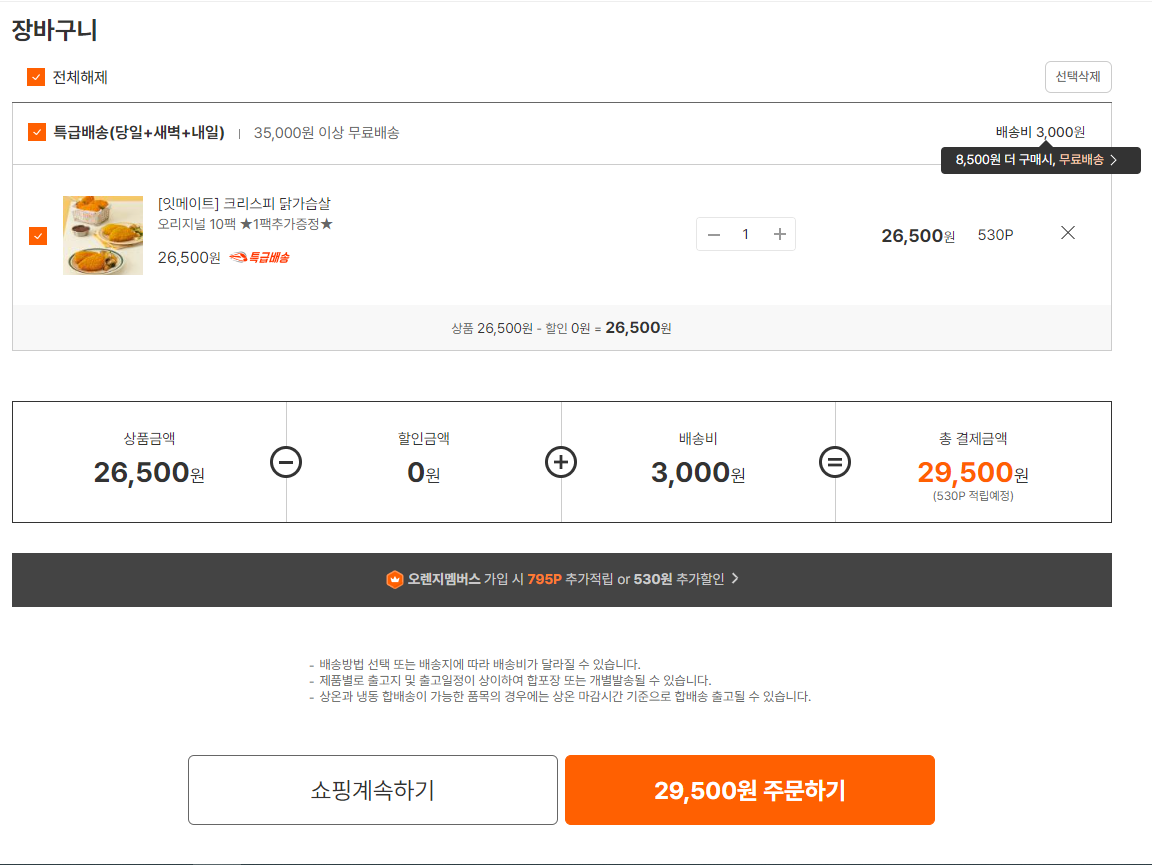 장바구니
전체해제
선택삭제
특급배송(당일+새벽+내일) | 35,000원 이상 무료배송
배송비 3,000원
8,500원 더 구매시, 무료배송 >
[잇메이트] 크리스피 닭가슴살
오리지널 10팩 ★1팩추가증정★
26,500원 특급배송
1
26,500원 530P
상품 26,500원 - 할인 0원 = 26,500원
상품금액 할인금액 배송비 총 결제금액
26,500원 - 0원 + 3,000원 = 29,500원
(530P 적립예정)
오렌지멤버스 가입 시 795P 추가적립 or 530원 추가할인 >
- 배송방법 선택 또는 배송지에 따라 배송비가 달라질 수 있습니다.
- 제품별로 출고지 및 출고일정이 상이하여 합포장 또는 개별발송될 수 있습니다.
- 상온과 냉동 합배송이 가능한 품목의 경우에는 상온 마감시간 기준으로 합배송 출고될 수 있습니다.
쇼핑계속하기
29,500원 주문하기